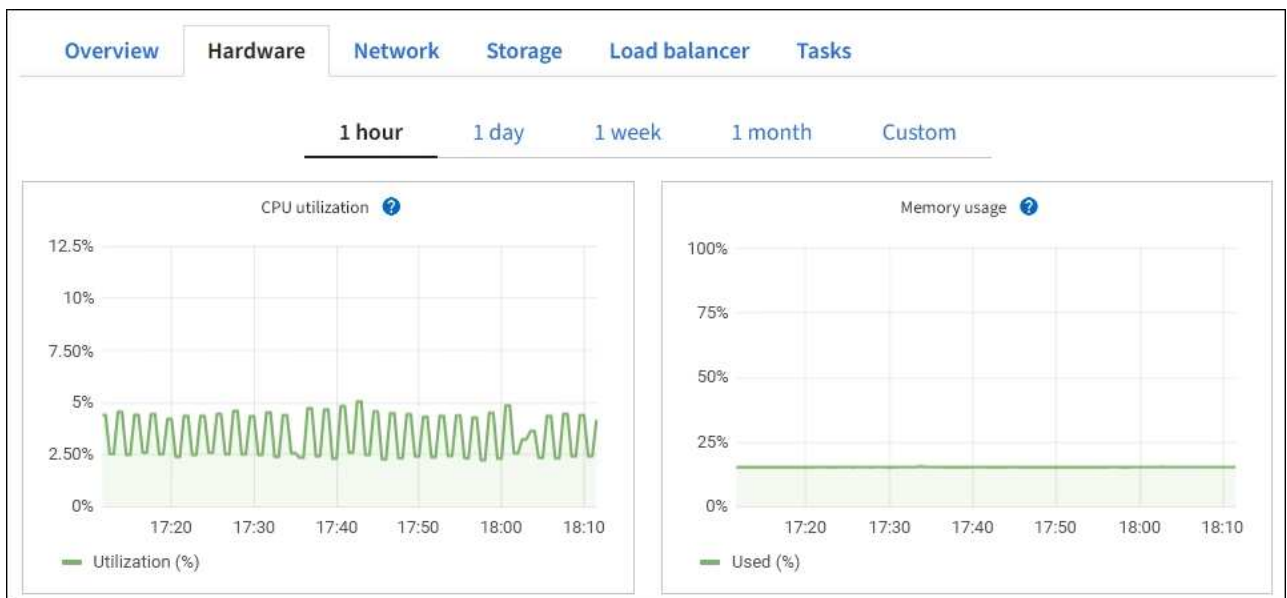 Overview Hardware Network Storage Load balancer Tasks
1 hour 1 day 1 week 1 month Custom
CPU utilization ?
12.5%
10%
7.50%
5%
2.50%
0%
17:20 17:30 17:40 17:50 18:00 18:10
Utilization (%)
Memory usage ?
100%
75%
50%
25%
0%
17:20 17:30 17:40 17:50 18:00 18:10
Used (%)